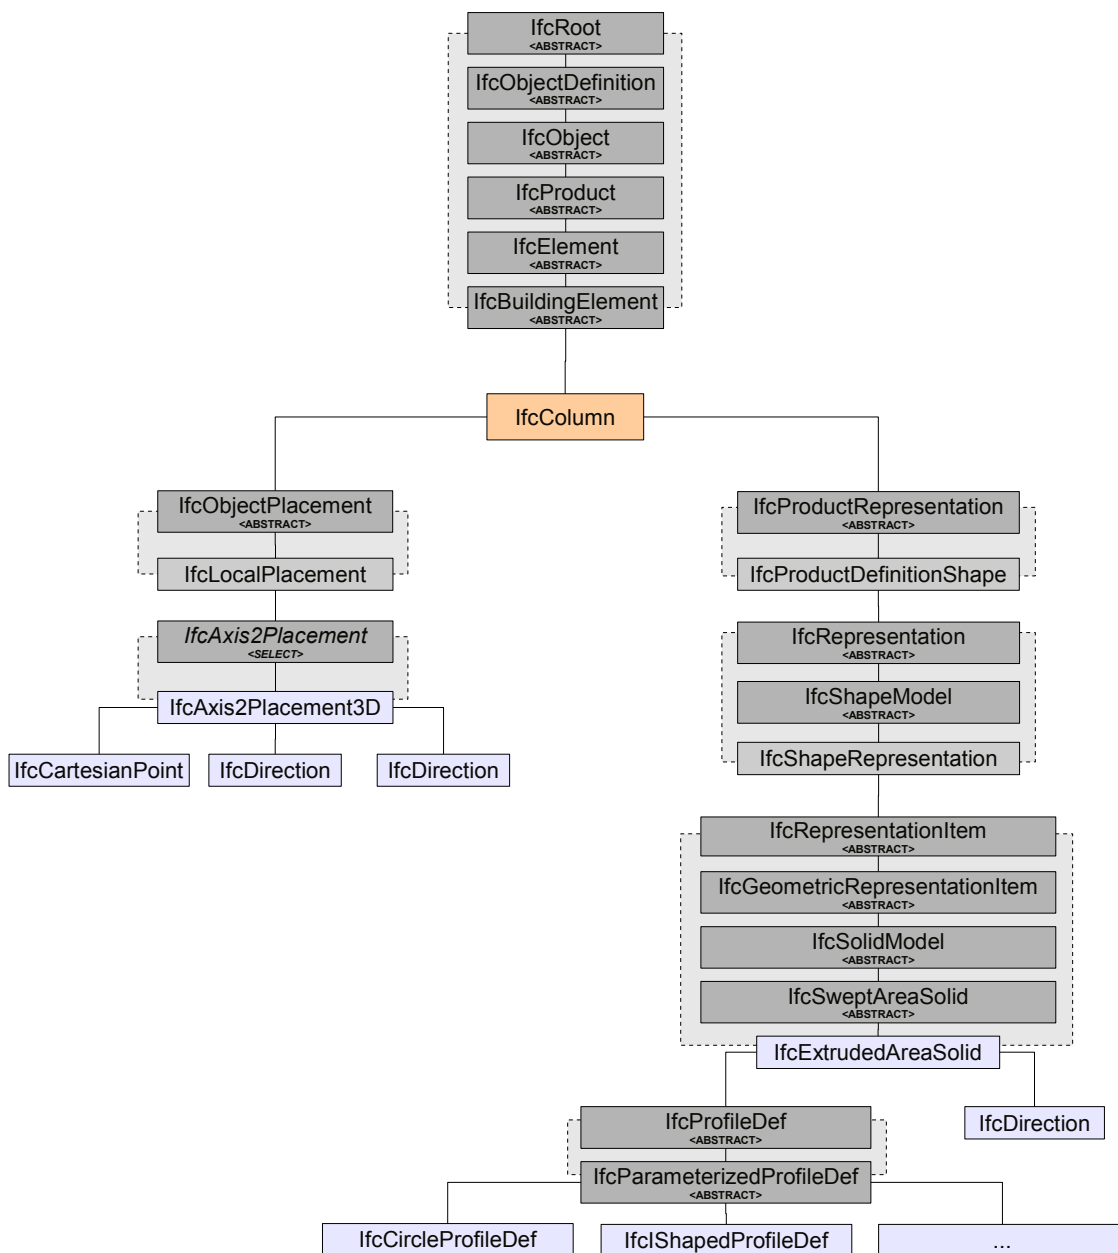 IfcRoot
<ABSTRACT>
IfcObjectDefinition
<ABSTRACT>
IfcObject
<ABSTRACT>
IfcProduct
<ABSTRACT>
IfcElement
<ABSTRACT>
IfcBuildingElement
<ABSTRACT>
IfcColumn
IfcObjectPlacement
<ABSTRACT>
IfcLocalPlacement
IfcAxis2Placement
<SELECT>
IfcAxis2Placement3D
IfcCartesianPoint
IfcDirection
IfcDirection
IfcProductRepresentation
<ABSTRACT>
IfcProductDefinitionShape
IfcRepresentation
<ABSTRACT>
IfcShapeModel
<ABSTRACT>
IfcShapeRepresentation
IfcRepresentationItem
<ABSTRACT>
IfcGeometricRepresentationItem
<ABSTRACT>
IfcSolidModel
<ABSTRACT>
IfcSweptAreaSolid
<ABSTRACT>
IfcExtrudedAreaSolid
IfcProfileDef
<ABSTRACT>
IfcDirection
IfcParameterizedProfileDef
<ABSTRACT>
IfcCircleProfileDef
IfcIShapedProfileDef
...